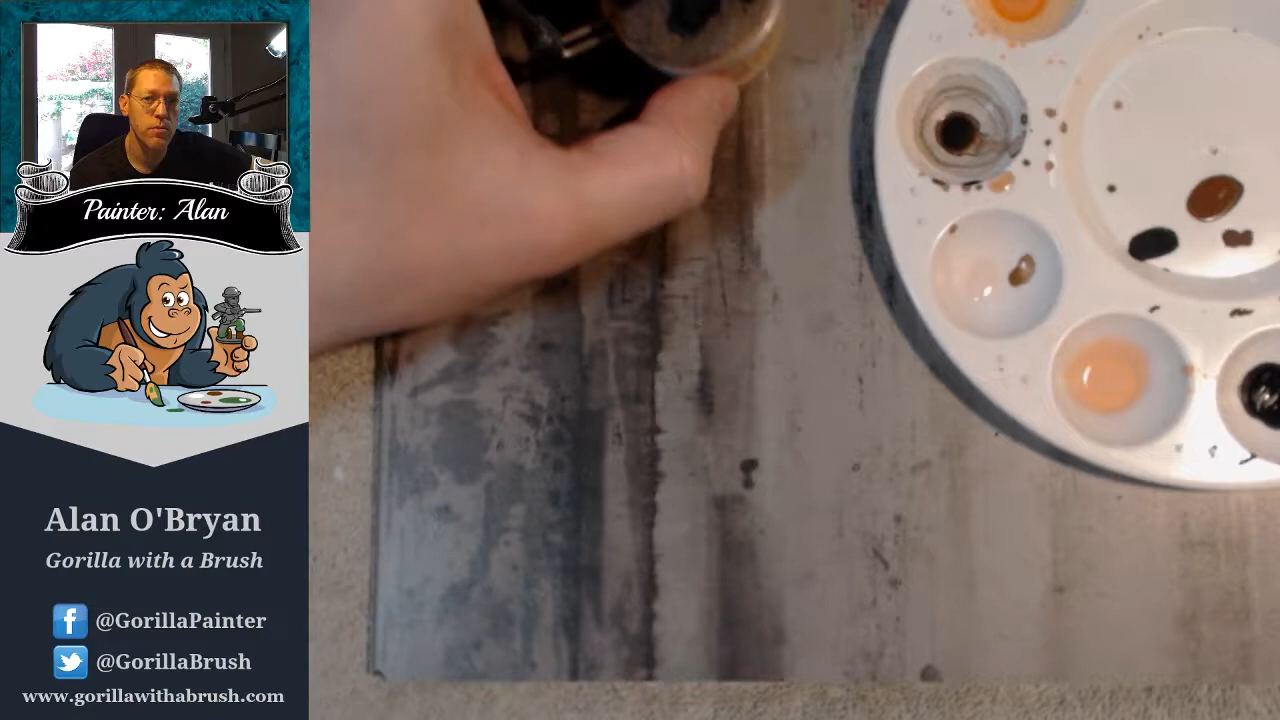 Painter: Alan
Alan O'Bryan
Gorilla with a Brush
@GorillaPainter
@GorillaBrush
www.gorillawithabrush.com